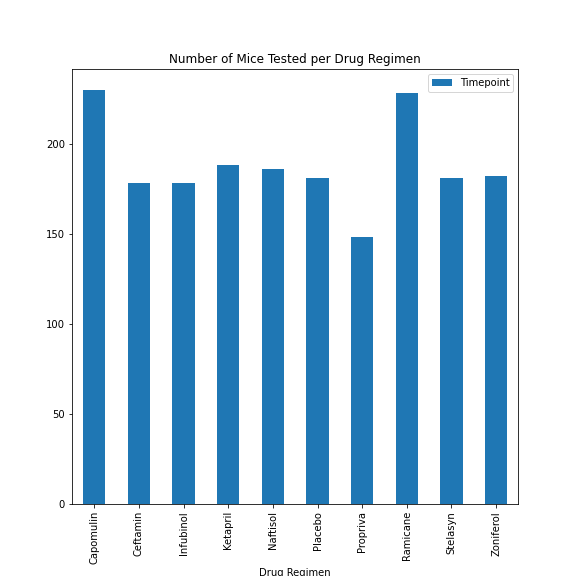 Number of Mice Tested per Drug Regimen
Timepoint
200
150
100
50
0
Capomulin
Ceftamin
Infubinol
Ketapril
Naftisol
Placebo
Propriva
Ramicane
Stelasyn
Zoniferol
Drug Regimen